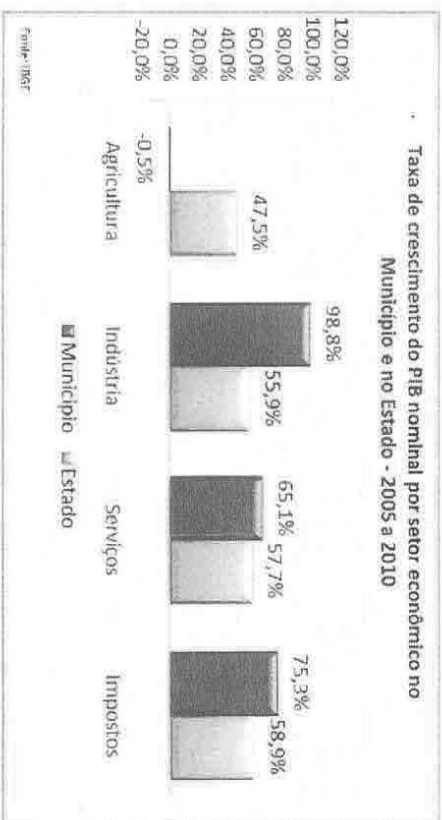 Taxa de crescimento do PIB nominal por setor econômico no
Município e no Estado - 2005 a 2010
120,0%
100,0%
80,0%
60,0%
40,0%
20,0%
0,0%
-20,0%
-0,5%
47,5%
98,8%
55,9%
65,1%
57,7%
75,3%
58,9%
Agricultura
Indústria
Serviços
Impostos
Município
Estado
Fonte: IBGE